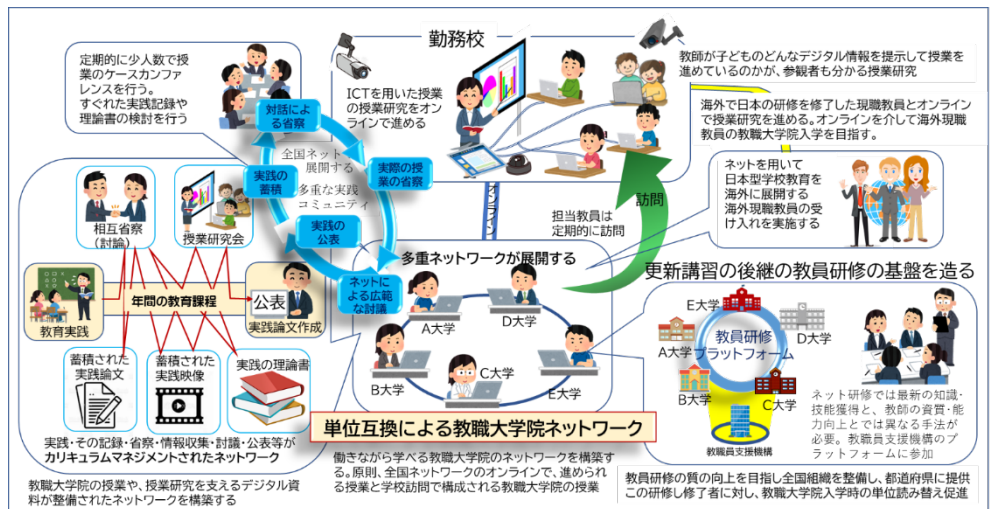 定期的に少人数で授
業のケースカンファ
レンスを行う。
すぐれた実践記録や
理論書の検討を行う
対話によ
る省察
全国ネット
展開する
多重な実践
コミュニティ
実践の
蓄積
実際の授
業の省察
実践の
公表
ネットに
よる広範
な討議
勤務校
ICTを用いた授業
の授業研究をオン
ラインで進める
教師が子どものどんなデジタル情報を提示して授業を
進めているのかが、参観者も分かる授業研究
海外で日本の研修を修了した現職教員とオンライン
で授業研究を進める。オンラインを介して海外現職
教員の教職大学院入学を目指す。
オンライン
担当教員は
定期的に訪問
訪問
ネットを用いて
日本型学校教育を
海外に展開する
海外現職教員の受
け入れを実施する
相互省察
(討論)
授業研究会
教育実践
年間の教育課程
公表
実践論文作成
蓄積された
実践論文
蓄積された
実践映像
実践の理論書
実践・その記録・省察・情報収集・討議・公表等が
カリキュラムマネジメントされたネットワーク
教職大学院の授業や、授業研究を支えるデジタル資
料が整備されたネットワークを構築する
多重ネットワークが展開する
A大学
D大学
B大学
C大学
E大学
単位互換による教職大学院ネットワーク
働きながら学べる教職大学院のネットワークを構築す
る。原則、全国ネットワークのオンラインで、進められ
る授業と学校訪問で構成される教職大学院の授業
更新講習の後継の教員研修の基盤を造る
E大学
A大学
D大学
教員研修
プラットフォーム
B大学
C大学
教職員支援機構
ネット研修では最新の知識・
技能獲得と、教師の資質・能
力向上とでは異なる手法が
必要。教職員支援機構のプ
ラットフォームに参加
教員研修の質の向上を目指し全国組織を整備し、都道府県に提供
この研修し修了者に対し、教職大学院入学時の単位読み替え促進